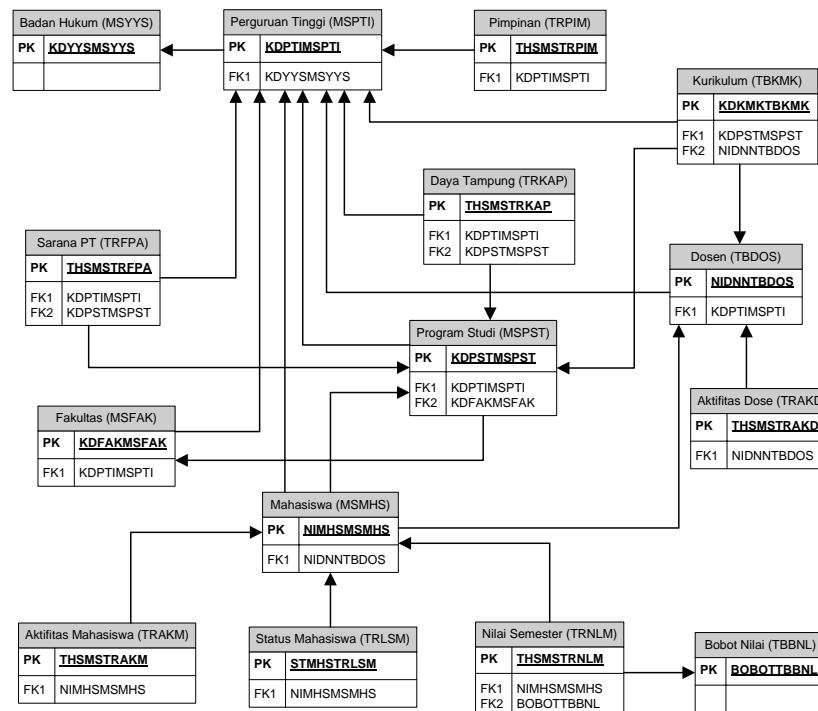 Badan Hukum (MSYYS)
PK KDYYSMSYYS
Perguruan Tinggi (MSPTI)
PK KDPTIMSPTI
FK1 KDYYSMSYYS
Pimpinan (TRPIM)
PK THSMSTRPIM
FK1 KDPTIMSPTI
Kurikulum (TBKMK)
PK KDKMKTBKMK
FK1 KDPSTMSPST
FK2 NIDNNTBDOS
Daya Tampung (TRKAP)
PK THSMSTRKAP
FK1 KDPTIMSPTI
FK2 KDPSTMSPST
Sarana PT (TRFPA)
PK THSMSTRFPA
FK1 KDPTIMSPTI
FK2 KDPSTMSPST
Dosen (TBDOS)
PK NIDNNTBDOS
FK1 KDPTIMSPTI
Program Studi (MSPST)
PK KDPSTMSPST
FK1 KDPTIMSPTI
FK2 KDFAKMSFAK
Fakultas (MSFAK)
PK KDFAKMSFAK
FK1 KDPTIMSPTI
Aktifitas Dose (TRAKD
PK THSMSTRAKD
FK1 NIDNNTBDOS
Mahasiswa (MSMHS)
PK NIMHSMSMHS
FK1 NIDNNTBDOS
Aktifitas Mahasiswa (TRAKM)
PK THSMSTRAKM
FK1 NIMHSMSMHS
Status Mahasiswa (TRLSM)
PK STMHSTRLSM
FK1 NIMHSMSMHS
Nilai Semester (TRNLM)
PK THSMSTRNLM
FK1 NIMHSMSMHS
FK2 BOBOTTBBNL
Bobot Nilai (TBBNL)
PK BOBOTTBBNL